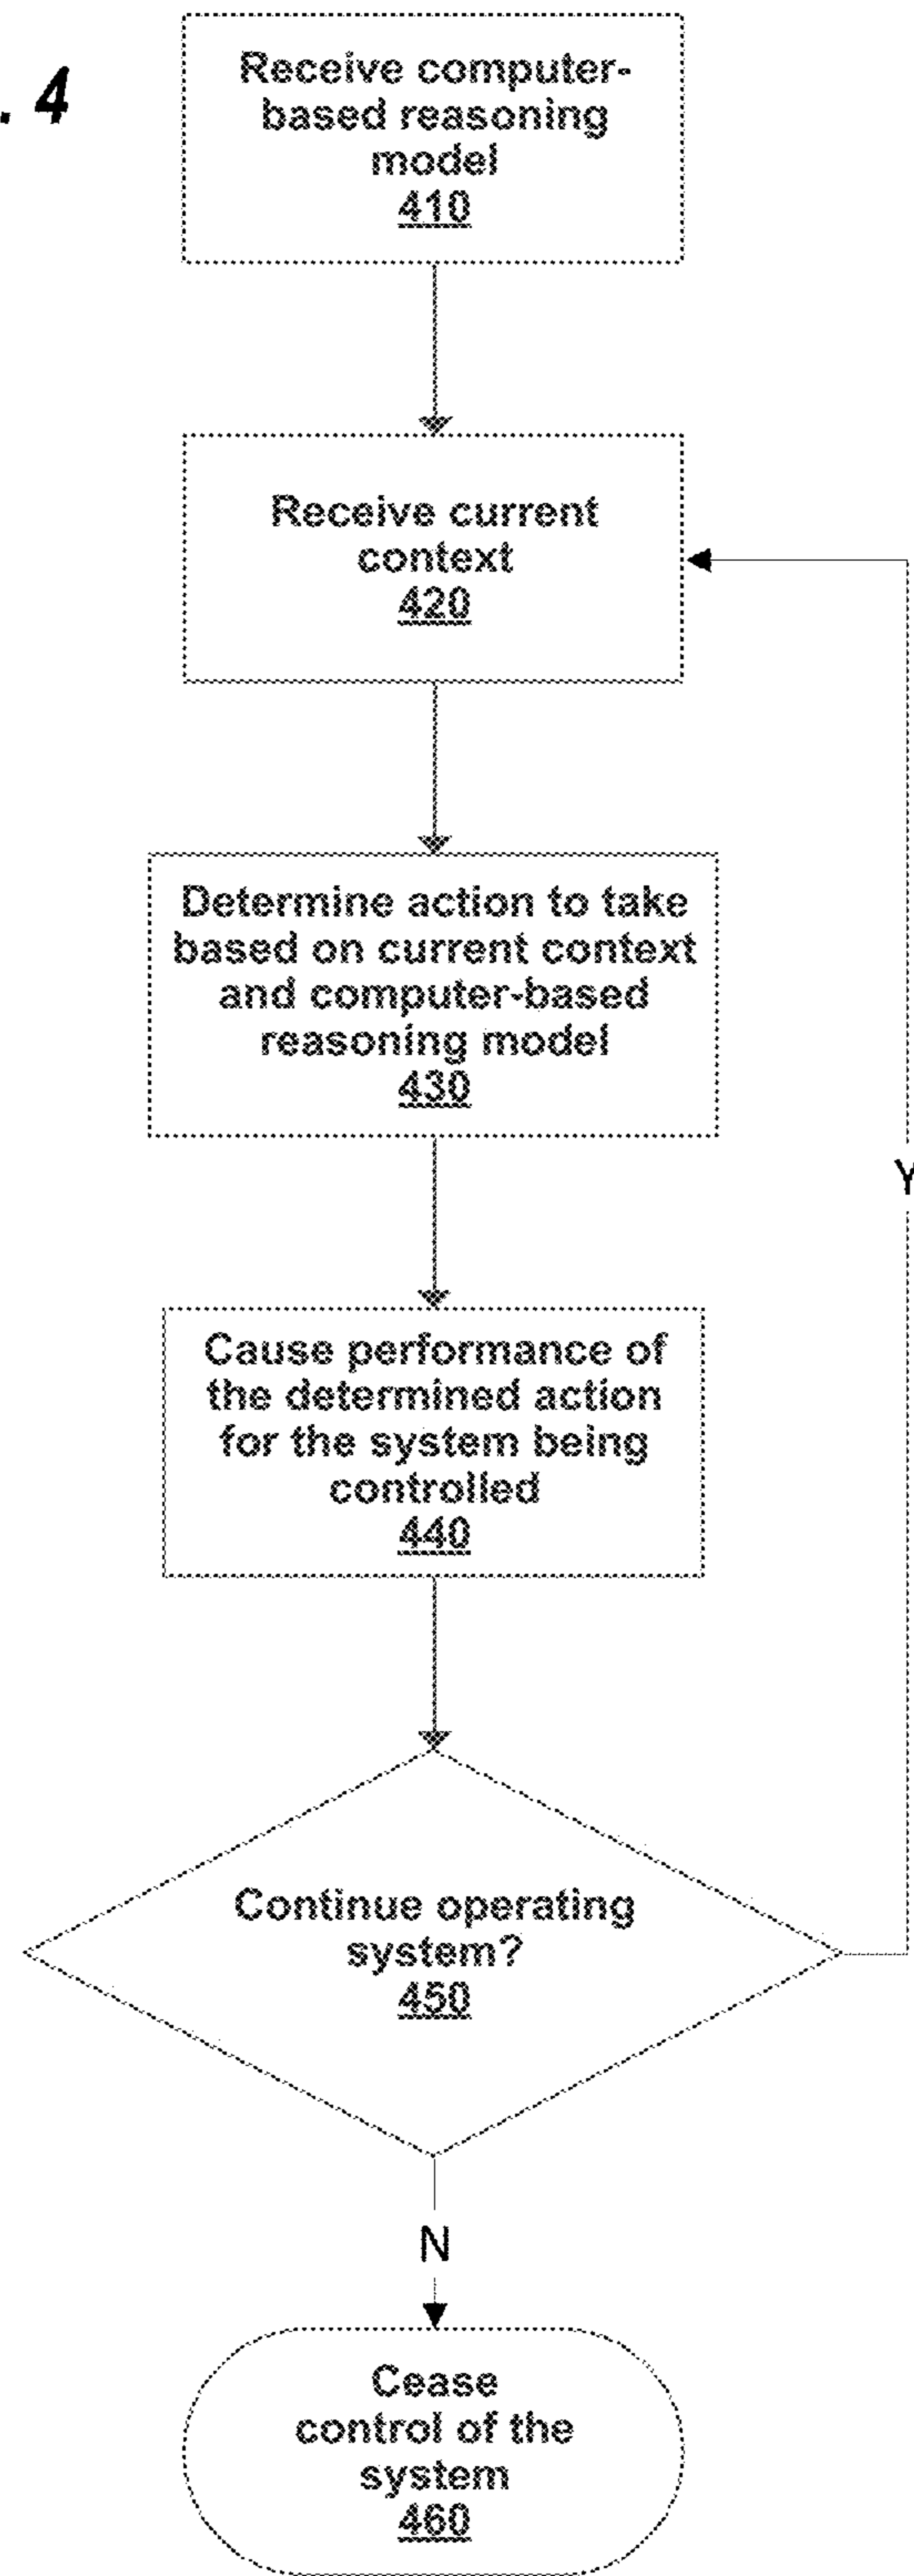 . 4
Receive computer-
based reasoning
model
410
Receive current
context
420
Determine action to take
based on current context
and computer-based
reasoning model
430
Cause performance of
the determined action
for the system being
controlled
440
Y
Continue operating
system?
450
N
Cease
control of the
system
460